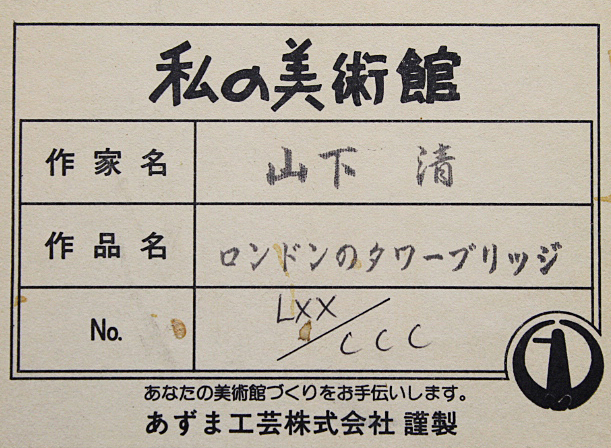 私の美術館
作家名 山下 清
作品名 ロンドンのタワーブリッジ
No. LXX/CCC
あなたの美術館づくりをお手伝いします。
あずま工芸株式会社 謹製